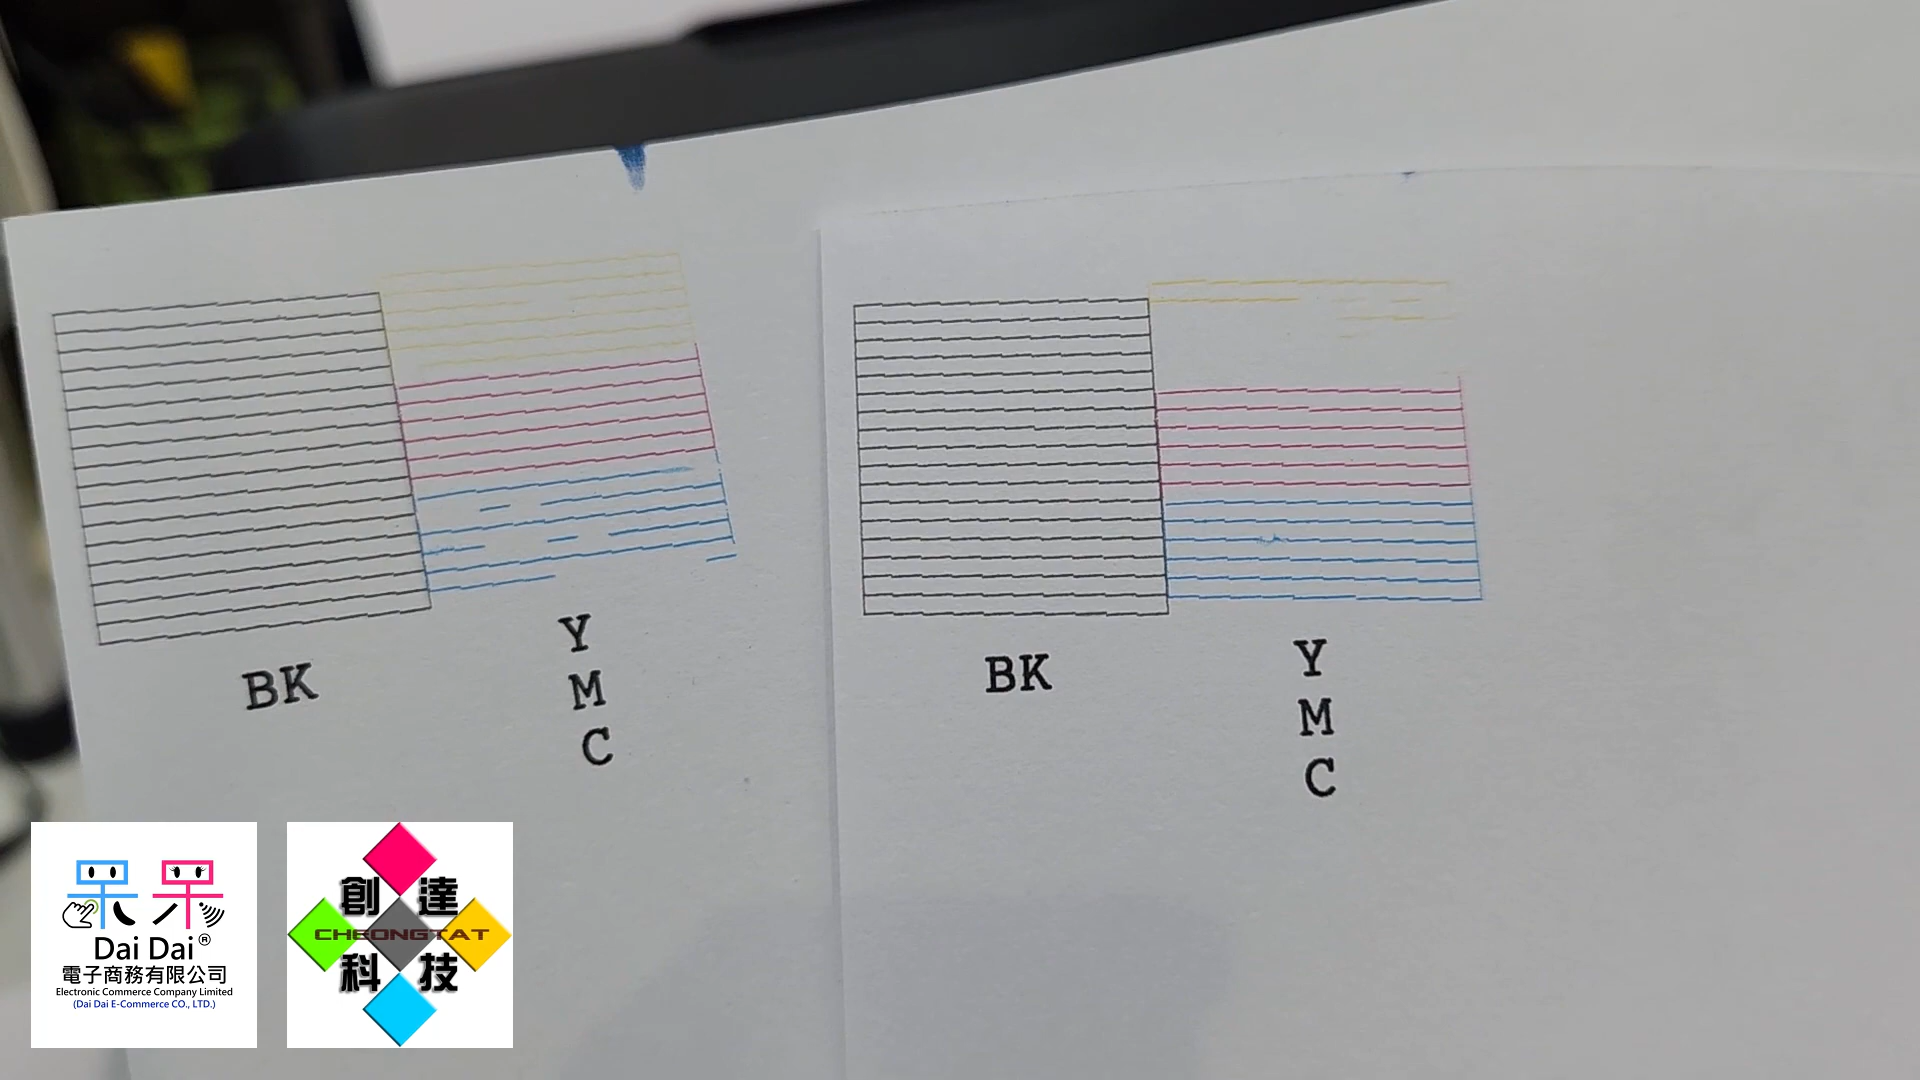 BK
Y
M
C
BK
Y
M
C
呆呆
Dai Dai®
電子商務有限公司
Electronic Commerce Company Limited
(Dai Dai E-Commerce CO., LTD.)
創達
CHEONGTAT
科技